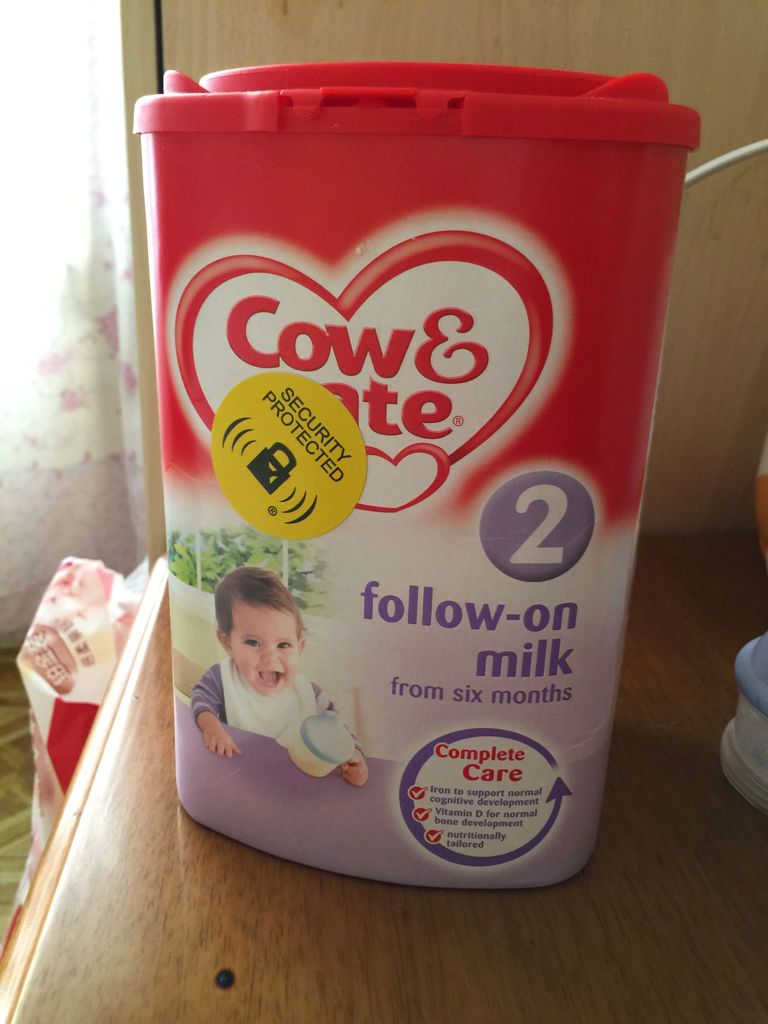 Cow &
ate®
SECURITY
PROTECTED
®
2
follow-on
milk
from six months
Complete
Care
Iron to support normal
cognitive development
Vitamin D for normal
bone development
nutritionally
tailored